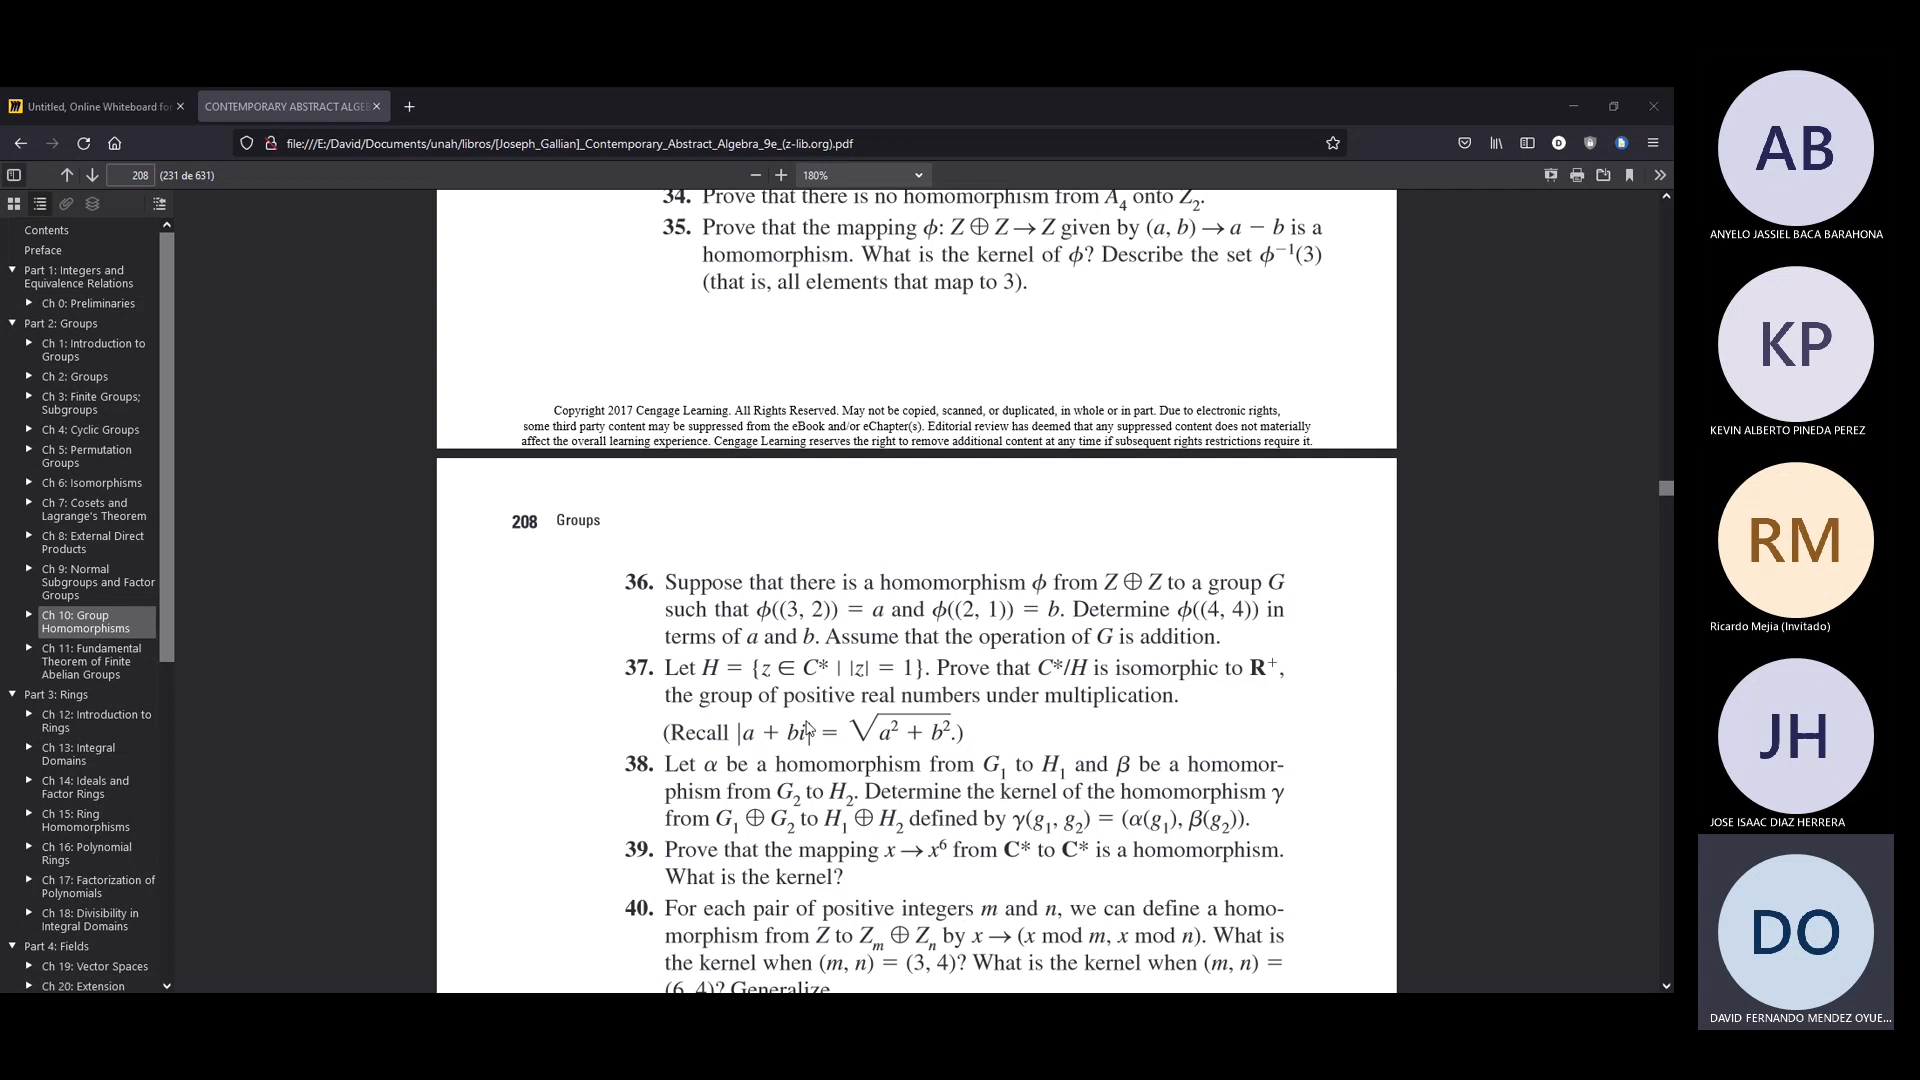 Untitled, Online Whiteboard for
CONTEMPORARY ABSTRACT ALGEB
file:///E:/David/Documents/unah/libros/[Joseph_Gallian]_Contemporary_Abstract_Algebra_9e_(z-lib.org).pdf
208 (231 de 631)
180%
Contents
Preface
Part 1: Integers and
Equivalence Relations
Ch 0: Preliminaries
Part 2: Groups
Ch 1: Introduction to
Groups
Ch 2: Groups
Ch 3: Finite Groups;
Subgroups
Ch 4: Cyclic Groups
Ch 5: Permutation
Groups
Ch 6: Isomorphisms
Ch 7: Cosets and
Lagrange's Theorem
Ch 8: External Direct
Products
Ch 9: Normal
Subgroups and Factor
Groups
Ch 10: Group
Homomorphisms
Ch 11: Fundamental
Theorem of Finite
Abelian Groups
Part 3: Rings
Ch 12: Introduction to
Rings
Ch 13: Integral
Domains
Ch 14: Ideals and
Factor Rings
Ch 15: Ring
Homomorphisms
Ch 16: Polynomial
Rings
Ch 17: Factorization of
Polynomials
Ch 18: Divisibility in
Integral Domains
Part 4: Fields
Ch 19: Vector Spaces
Ch 20: Extension
34. Prove that there is no homomorphism from A₄ onto Z₂.
35. Prove that the mapping ϕ: Z ⊕ Z → Z given by (a, b) → a − b is a
homomorphism. What is the kernel of ϕ? Describe the set ϕ⁻¹(3)
(that is, all elements that map to 3).
Copyright 2017 Cengage Learning. All Rights Reserved. May not be copied, scanned, or duplicated, in whole or in part. Due to electronic rights,
some third party content may be suppressed from the eBook and/or eChapter(s). Editorial review has deemed that any suppressed content does not materially
affect the overall learning experience. Cengage Learning reserves the right to remove additional content at any time if subsequent rights restrictions require it.
208 Groups
36. Suppose that there is a homomorphism ϕ from Z ⊕ Z to a group G
such that ϕ((3, 2)) = a and ϕ((2, 1)) = b. Determine ϕ((4, 4)) in
terms of a and b. Assume that the operation of G is addition.
37. Let H = {z ∈ C* | |z| = 1}. Prove that C*/H is isomorphic to R⁺,
the group of positive real numbers under multiplication.
(Recall |a + bi| = √(a² + b²).)
38. Let α be a homomorphism from G₁ to H₁ and β be a homomor-
phism from G₂ to H₂. Determine the kernel of the homomorphism γ
from G₁ ⊕ G₂ to H₁ ⊕ H₂ defined by γ(g₁, g₂) = (α(g₁), β(g₂)).
39. Prove that the mapping x → x⁶ from C* to C* is a homomorphism.
What is the kernel?
40. For each pair of positive integers m and n, we can define a homo-
morphism from Z to Zₘ ⊕ Zₙ by x → (x mod m, x mod n). What is
the kernel when (m, n) = (3, 4)? What is the kernel when (m, n) =
(6, 4)? Generalize.
AB
ANYELO JASSIEL BACA BARAHONA
KP
KEVIN ALBERTO PINEDA PEREZ
RM
Ricardo Mejia (Invitado)
JH
JOSE ISAAC DIAZ HERRERA
DO
DAVID FERNANDO MENDEZ OYUE...